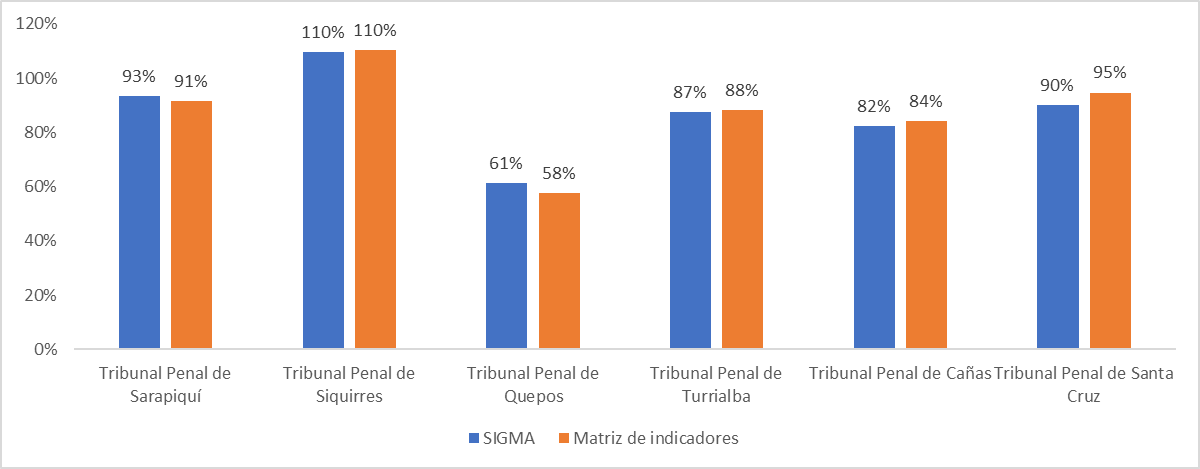 120%
100%
80%
60%
40%
20%
0%
93%
91%
110%
110%
61%
58%
87%
88%
82%
84%
90%
95%
Tribunal Penal de
Sarapiquí
Tribunal Penal de
Siquirres
Tribunal Penal de
Quepos
Tribunal Penal de
Turrialba
Tribunal Penal de Cañas
Tribunal Penal de Santa
Cruz
SIGMA
Matriz de indicadores